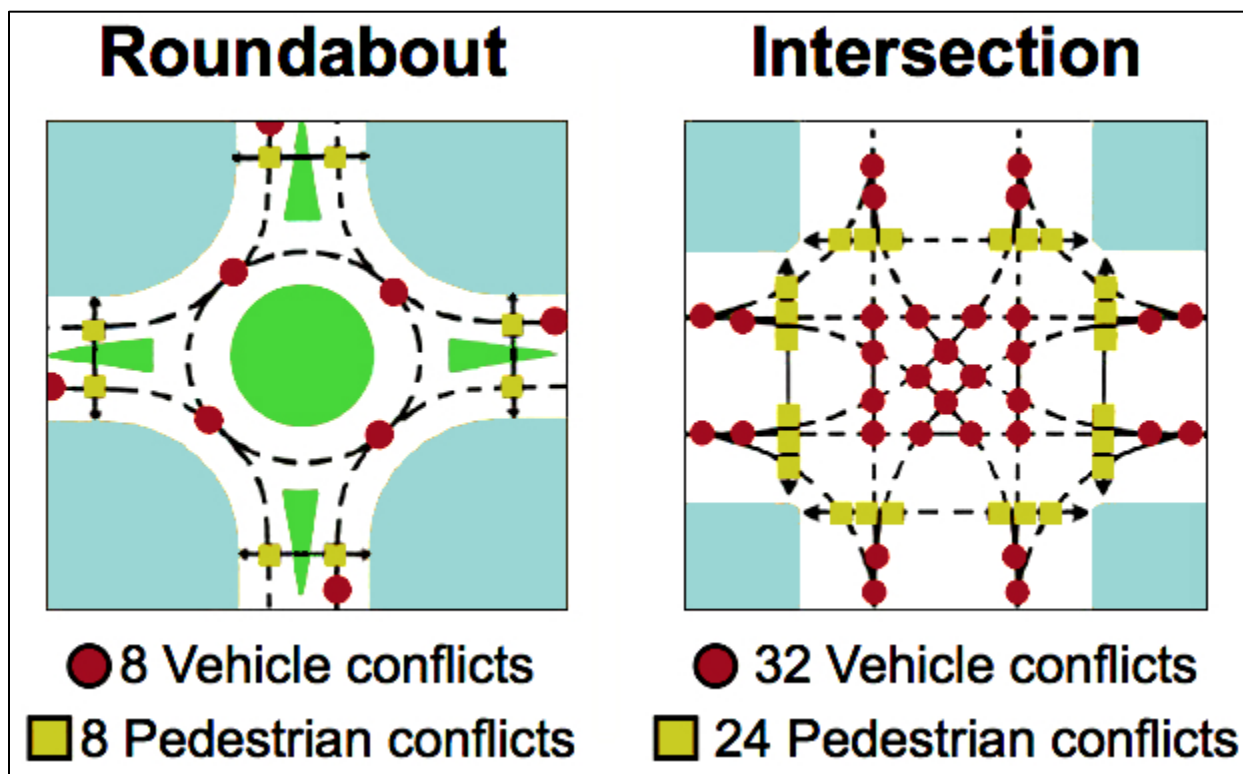 Roundabout
Intersection
8 Vehicle conflicts
32 Vehicle conflicts
8 Pedestrian conflicts
24 Pedestrian conflicts